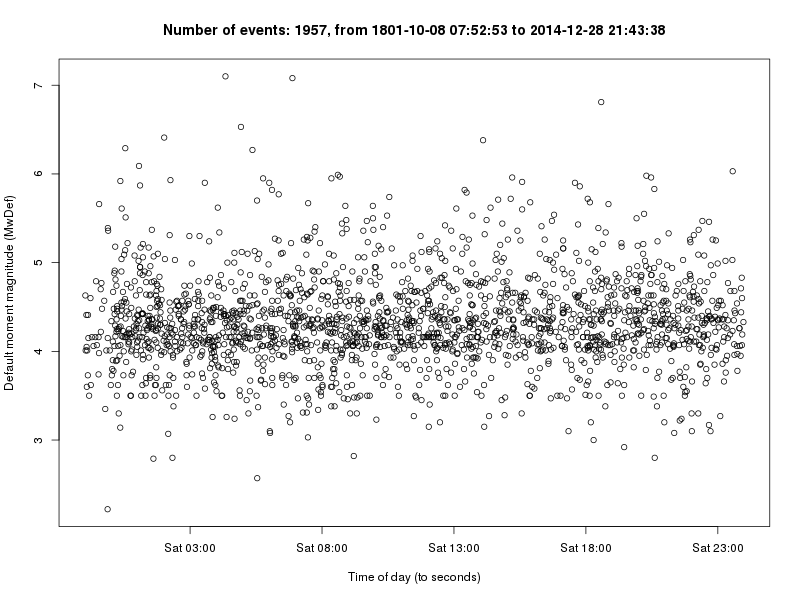 Number of events: 1957, from 1801-10-08 07:52:53 to 2014-12-28 21:43:38
Default moment magnitude (MwDef)
7
6
5
4
3
Sat 03:00 Sat 08:00 Sat 13:00 Sat 18:00 Sat 23:00
Time of day (to seconds)